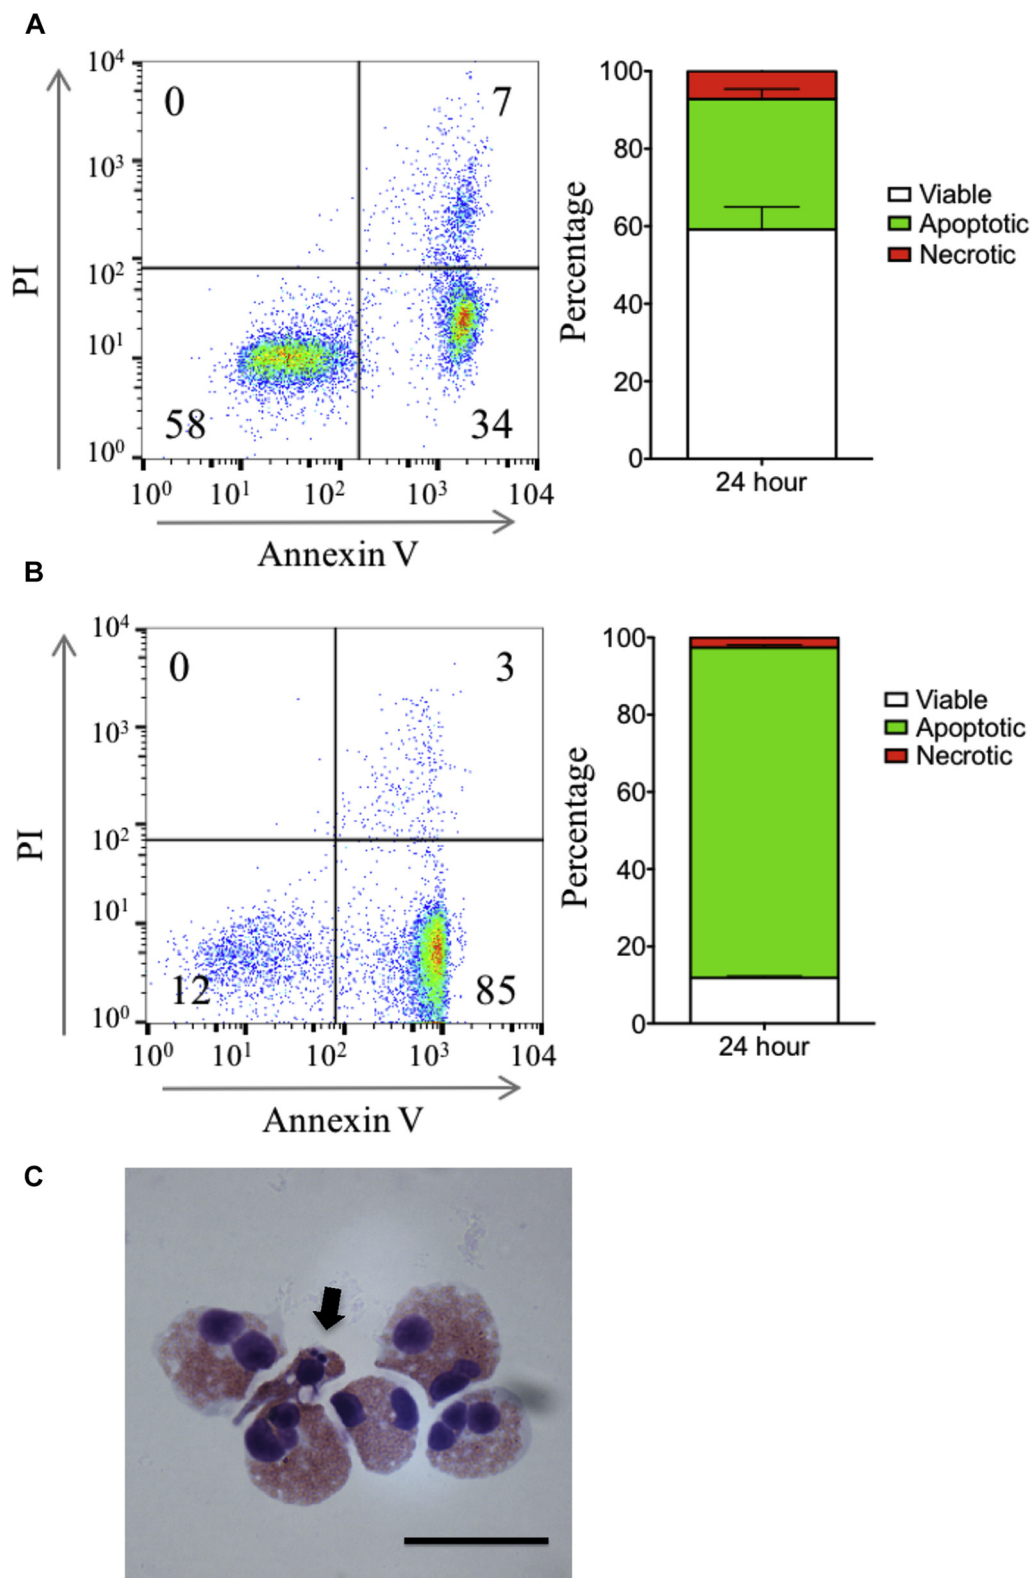 A
PI
10⁴
10³
10²
10¹
10⁰
0
7
58
34
10⁰ 10¹ 10² 10³ 10⁴
Annexin V
Percentage
100
80
60
40
20
0
24 hour
Viable
Apoptotic
Necrotic
B
PI
10⁴
10³
10²
10¹
10⁰
0
3
12
85
10⁰ 10¹ 10² 10³ 10⁴
Annexin V
Percentage
100
80
60
40
20
0
24 hour
Viable
Apoptotic
Necrotic
C